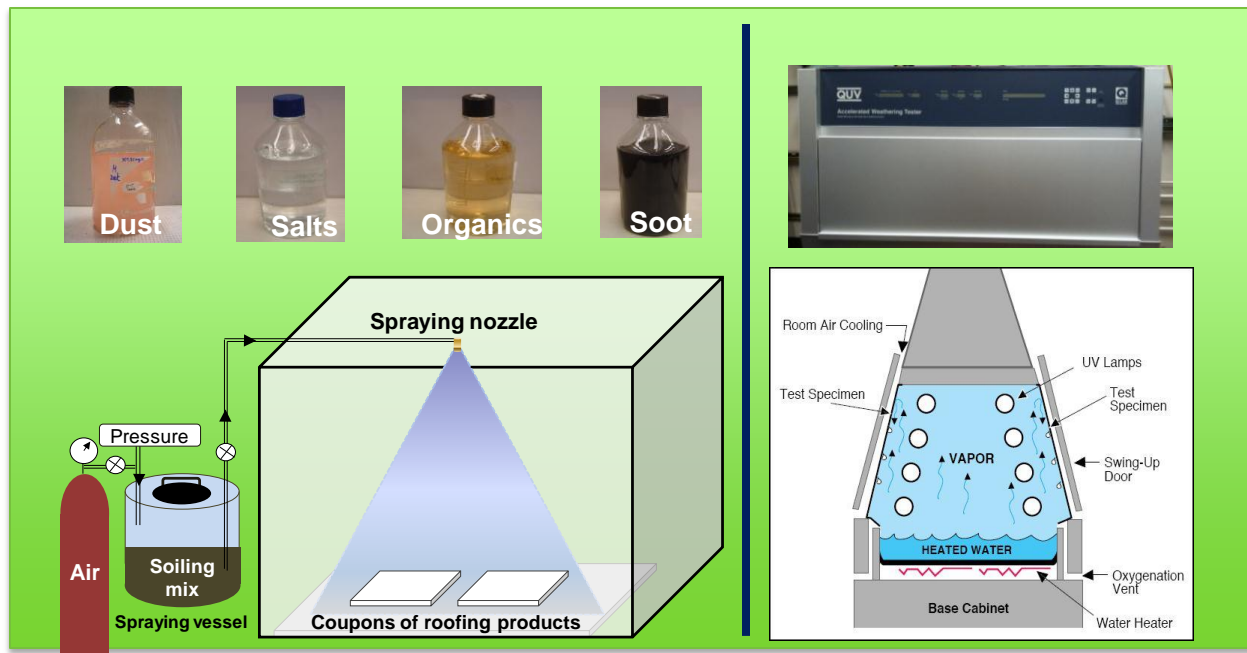 Dust
Salts
Organics
Soot
Spraying nozzle
Pressure
Air
Soiling
mix
Spraying vessel
Coupons of roofing products
QUV
Accelerated Weathering Tester
Room Air Cooling
UV Lamps
Test Specimen
Test
Specimen
VAPOR
Swing-Up
Door
HEATED WATER
Oxygenation
Vent
Base Cabinet
Water Heater